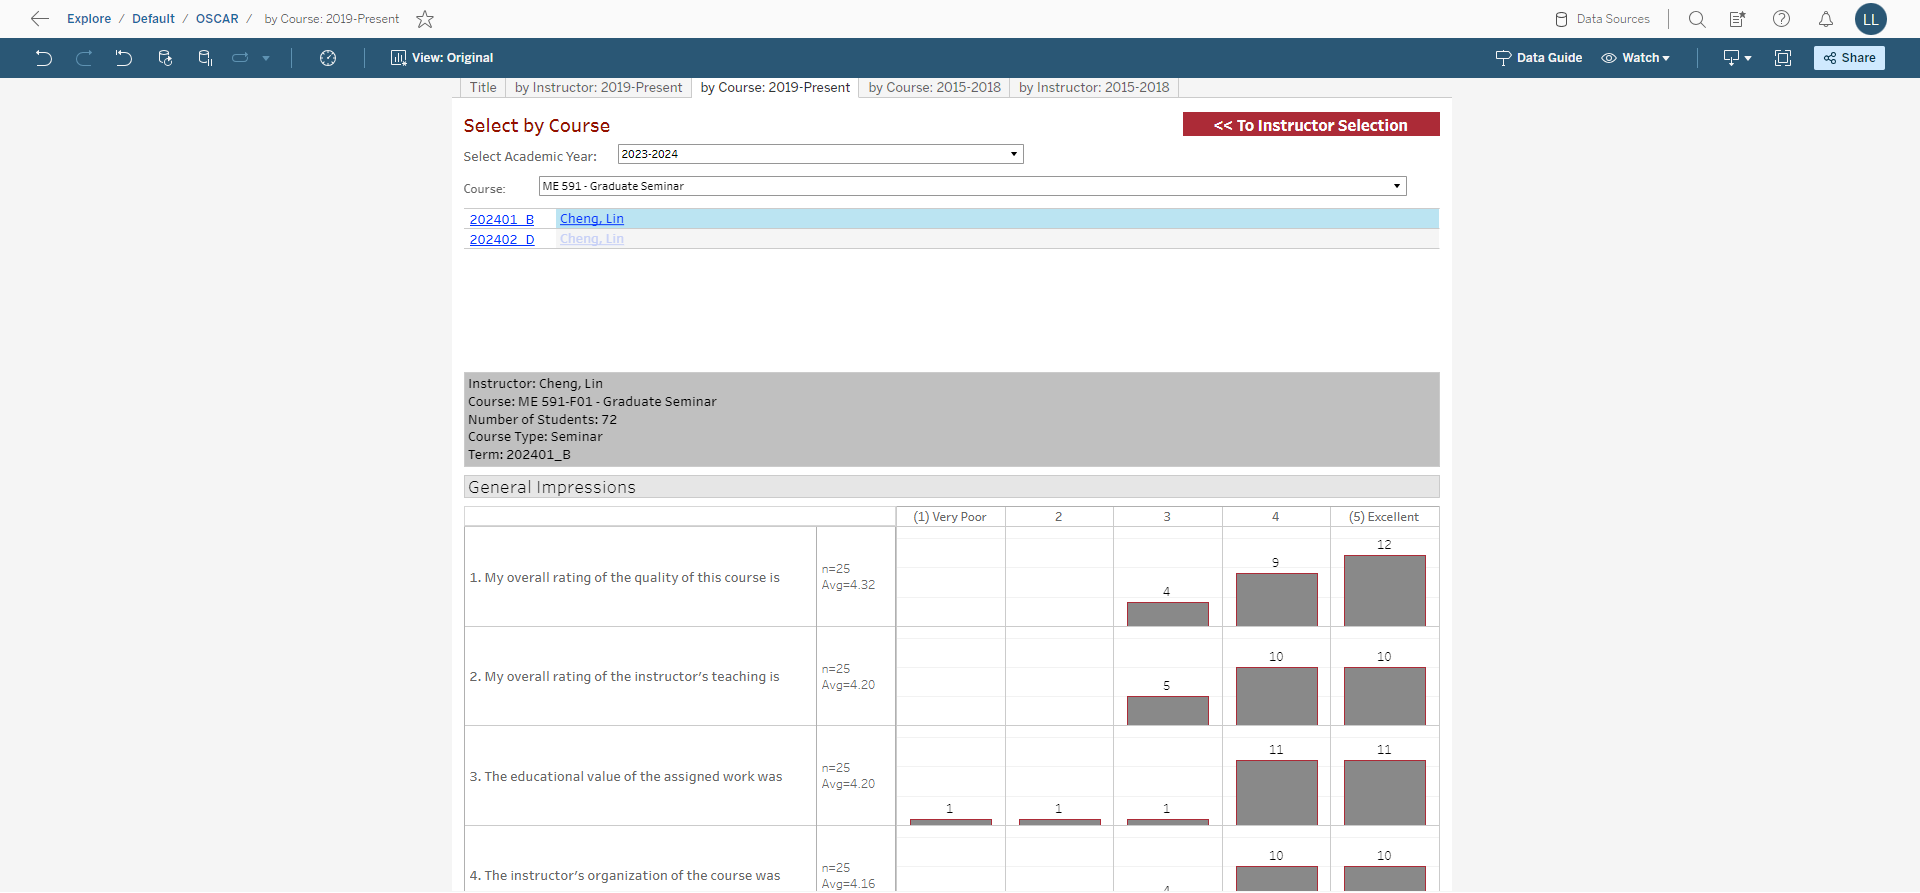 Explore / Default / OSCAR / by Course: 2019-Present
Data Sources
LL
View: Original
Data Guide
Watch
Share
Title
by Instructor: 2019-Present
by Course: 2019-Present
by Course: 2015-2018
by Instructor: 2015-2018
Select by Course
<< To Instructor Selection
Select Academic Year: 2023-2024
Course: ME 591 - Graduate Seminar
202401_B Cheng, Lin
202402_D Cheng, Lin
Instructor: Cheng, Lin
Course: ME 591-F01 - Graduate Seminar
Number of Students: 72
Course Type: Seminar
Term: 202401_B
General Impressions
(1) Very Poor 2 3 4 (5) Excellent
1. My overall rating of the quality of this course is
n=25
Avg=4.32
4 9 12
2. My overall rating of the instructor's teaching is
n=25
Avg=4.20
5 10 10
3. The educational value of the assigned work was
n=25
Avg=4.20
1 1 1 11 11
4. The instructor's organization of the course was
n=25
Avg=4.16
4 10 10